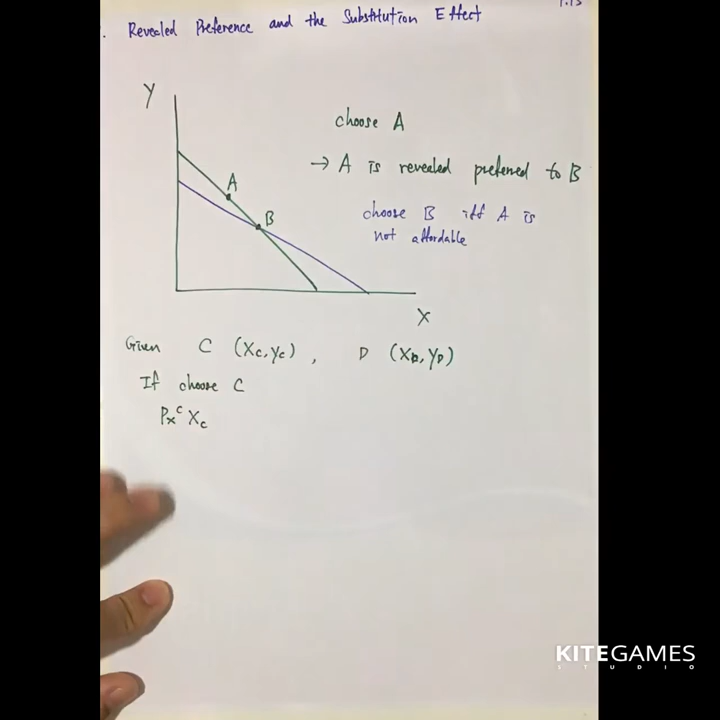 Revealed Preference and the Substitution Effect
Y
choose A
→ A is revealed preferred to B
A
choose B iff A is
not affordable
B
X
Given C (Xc, yc), D (XD, yD)
If choose C
Pxᶜ Xc
KITEGAMES
STUDIO